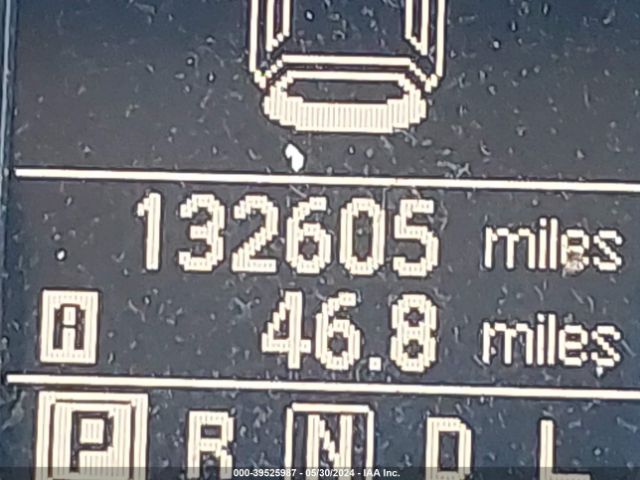 132605 miles
A 46.8 miles
P R N D L
000-39525987 - 05/30/2024 - IAA Inc.